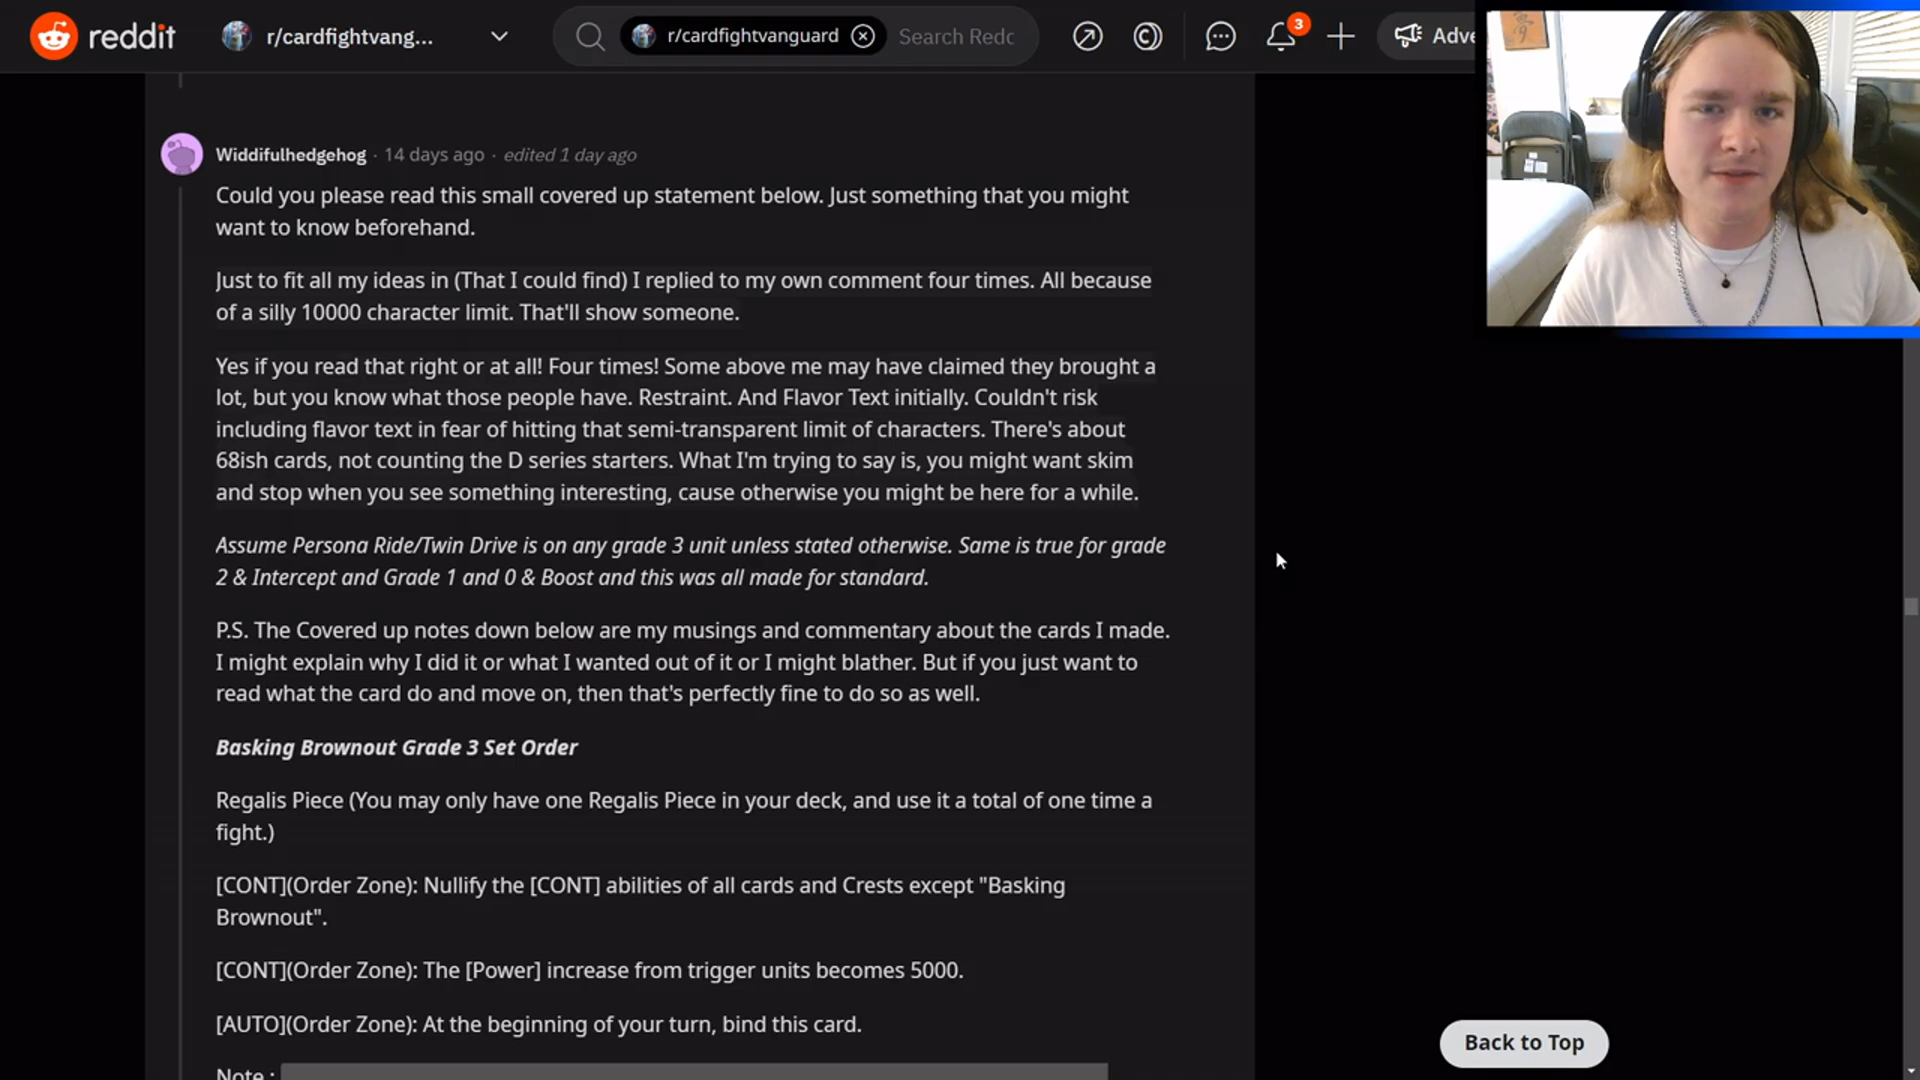 reddit
r/cardfightvang...
r/cardfightvanguard
Search Redc
3
Adve
Widdifulhedgehog · 14 days ago · edited 1 day ago
Could you please read this small covered up statement below. Just something that you might
want to know beforehand.
Just to fit all my ideas in (That I could find) I replied to my own comment four times. All because
of a silly 10000 character limit. That'll show someone.
Yes if you read that right or at all! Four times! Some above me may have claimed they brought a
lot, but you know what those people have. Restraint. And Flavor Text initially. Couldn't risk
including flavor text in fear of hitting that semi-transparent limit of characters. There's about
68ish cards, not counting the D series starters. What I'm trying to say is, you might want skim
and stop when you see something interesting, cause otherwise you might be here for a while.
Assume Persona Ride/Twin Drive is on any grade 3 unit unless stated otherwise. Same is true for grade
2 & Intercept and Grade 1 and 0 & Boost and this was all made for standard.
P.S. The Covered up notes down below are my musings and commentary about the cards I made.
I might explain why I did it or what I wanted out of it or I might blather. But if you just want to
read what the card do and move on, then that's perfectly fine to do so as well.
Basking Brownout Grade 3 Set Order
Regalis Piece (You may only have one Regalis Piece in your deck, and use it a total of one time a
fight.)
[CONT](Order Zone): Nullify the [CONT] abilities of all cards and Crests except "Basking
Brownout".
[CONT](Order Zone): The [Power] increase from trigger units becomes 5000.
[AUTO](Order Zone): At the beginning of your turn, bind this card.
Note :
Back to Top